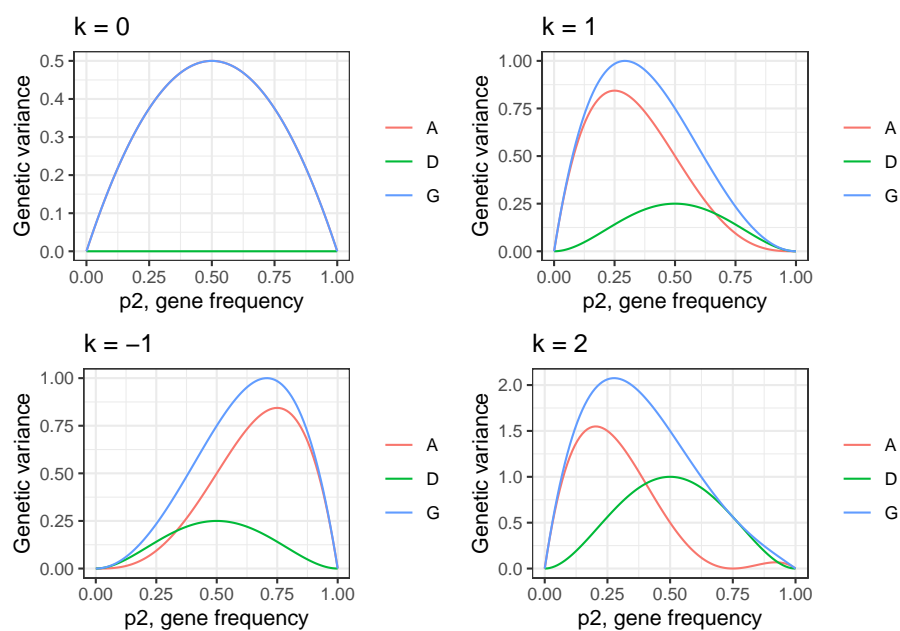 k = 0
Genetic variance
0.5
0.4
0.3
0.2
0.1
0.0
0.00 0.25 0.50 0.75 1.00
p2, gene frequency
A
D
G
k = 1
Genetic variance
1.00
0.75
0.50
0.25
0.00
0.00 0.25 0.50 0.75 1.00
p2, gene frequency
A
D
G
k = −1
Genetic variance
1.00
0.75
0.50
0.25
0.00
0.00 0.25 0.50 0.75 1.00
p2, gene frequency
A
D
G
k = 2
Genetic variance
2.0
1.5
1.0
0.5
0.0
0.00 0.25 0.50 0.75 1.00
p2, gene frequency
A
D
G